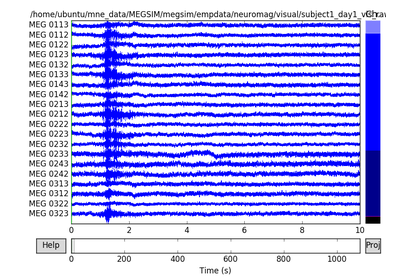 /home/ubuntu/mne_data/MEGSIM/megsim/empdata/neuromag/visual/subject1_day1_
MEG 0113
MEG 0112
MEG 0122
MEG 0123
MEG 0132
MEG 0133
MEG 0143
MEG 0142
MEG 0213
MEG 0212
MEG 0222
MEG 0223
MEG 0232
MEG 0233
MEG 0243
MEG 0242
MEG 0313
MEG 0312
MEG 0322
MEG 0323
0 2 4 6 8 10
Help
Proj
0 200 400 600 800 1000
Time (s)